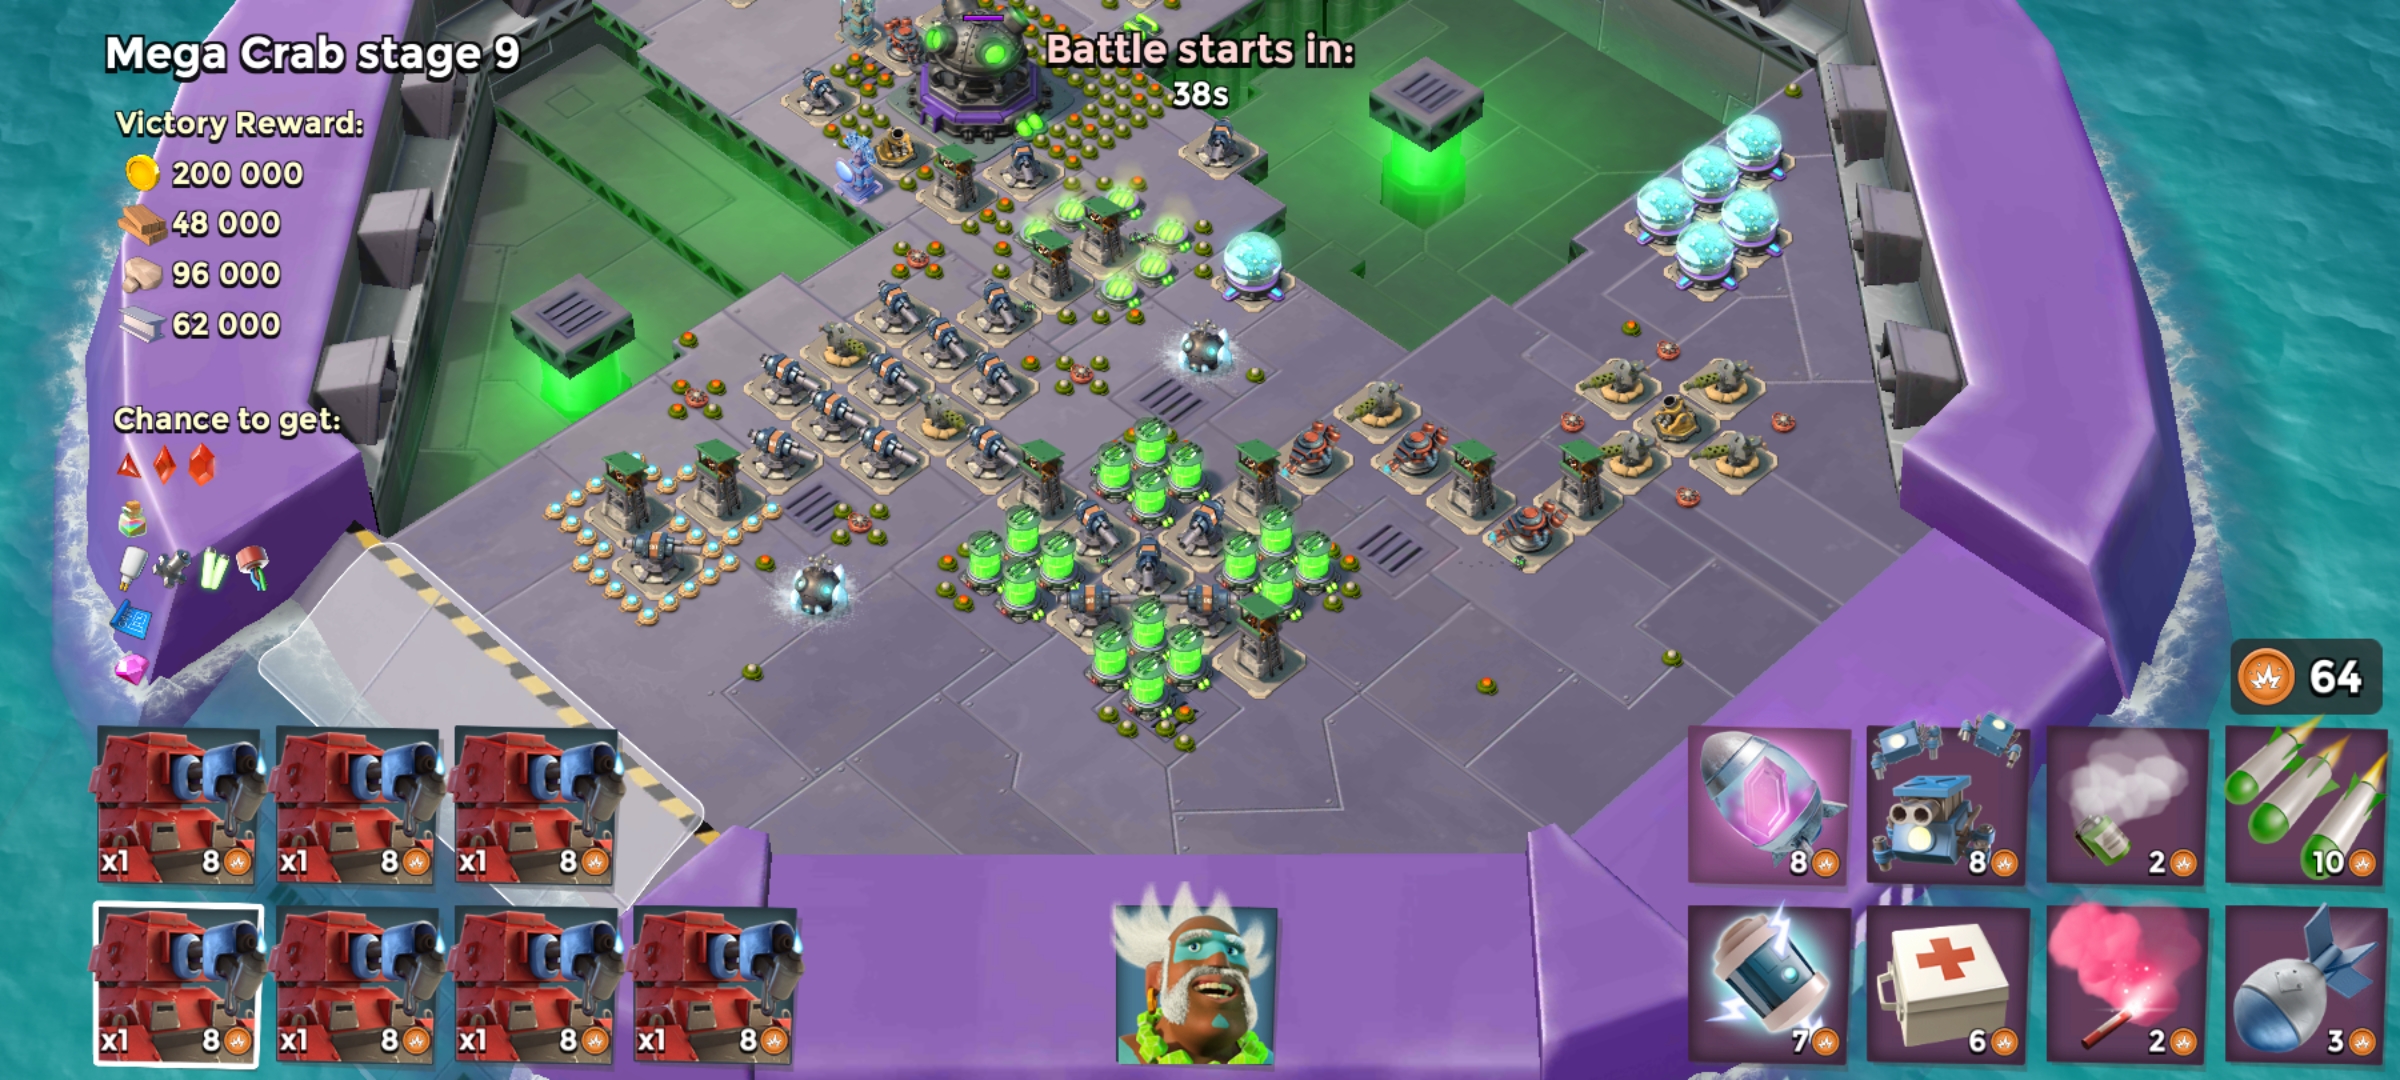 Mega Crab stage 9
Battle starts in:
38s
Victory Reward:
200 000
48 000
96 000
62 000
Chance to get:
64
x1 8
x1 8
x1 8
8
8
2
10
x1 8
x1 8
x1 8
x1 8
7
6
2
3